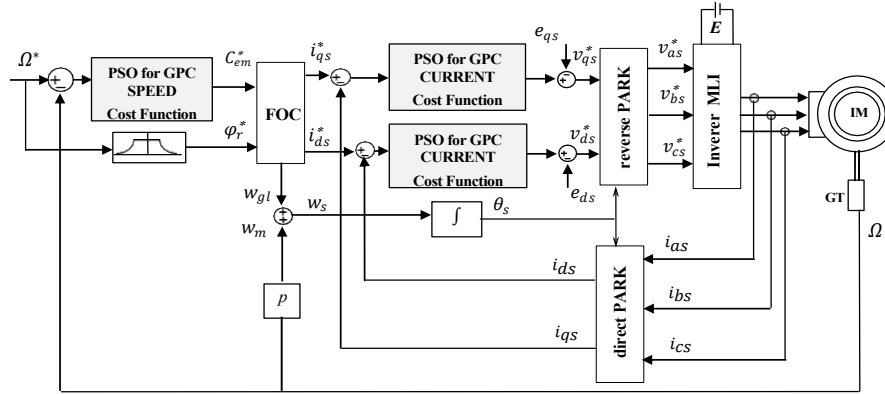 Ω*
PSO for GPC
SPEED
Cost Function
C*em
φ*r
FOC
i*qs
i*ds
PSO for GPC
CURRENT
Cost Function
PSO for GPC
CURRENT
Cost Function
eqs
v*qs
v*ds
eds
reverse PARK
v*as
v*bs
v*cs
E
Inverer MLI
IM
GT
Ω
wgl
wm
ws
∫
θs
p
ids
iqs
direct PARK
ias
ibs
ics